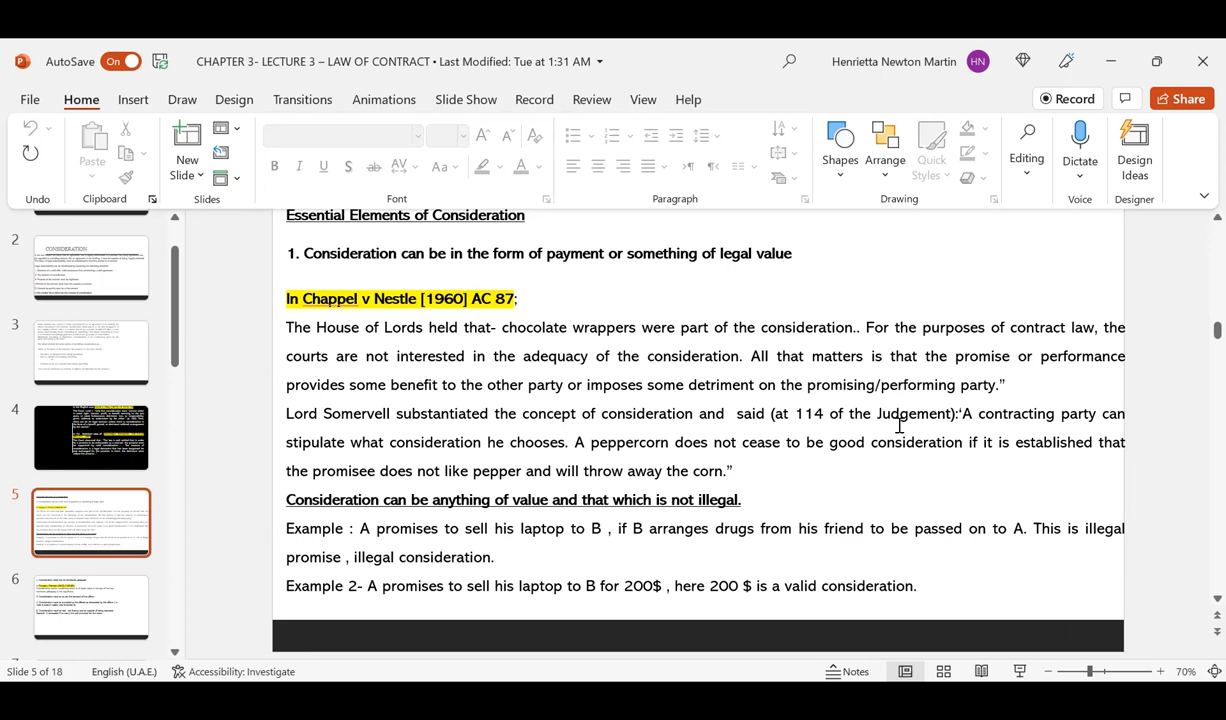 AutoSave On CHAPTER 3- LECTURE 3 – LAW OF CONTRACT • Last Modified: Tue at 1:31 AM Henrietta Newton Martin HN
File Home Insert Draw Design Transitions Animations Slide Show Record Review View Help Record Share
Paste New Slide B I U S ab AV Aa A Shapes Arrange Quick Styles Editing Dictate Design Ideas
Undo Clipboard Slides Font Paragraph Drawing Voice Designer
2
CONSIDERATION
3
4
5
6
Essential Elements of Consideration
1. Consideration can be in the form of payment or something of legal value
In Chappel v Nestle [1960] AC 87;
The House of Lords held that- chocolate wrappers were part of the consideration.. For the purposes of contract law, the
courts are not interested in the adequacy of the consideration. All that matters is that the promise or performance
provides some benefit to the other party or imposes some detriment on the promising/performing party.”
Lord Somervell substantiated the concept of consideration and said (at 114 of the Judgement):‘A contracting party can
stipulate what consideration he chooses. A peppercorn does not cease to be good consideration if it is established that
the promisee does not like pepper and will throw away the corn.”
Consideration can be anything of value and that which is not illegal.
Example : A promises to sell his laptop to B , if B arranges drugs from his friend to be passed on to A. This is illegal
promise , illegal consideration.
Example 2- A promises to sell his laptop to B for 200$ , here 200 $ is a valid consideration.
Slide 5 of 18 English (U.A.E.) Accessibility: Investigate Notes 70%